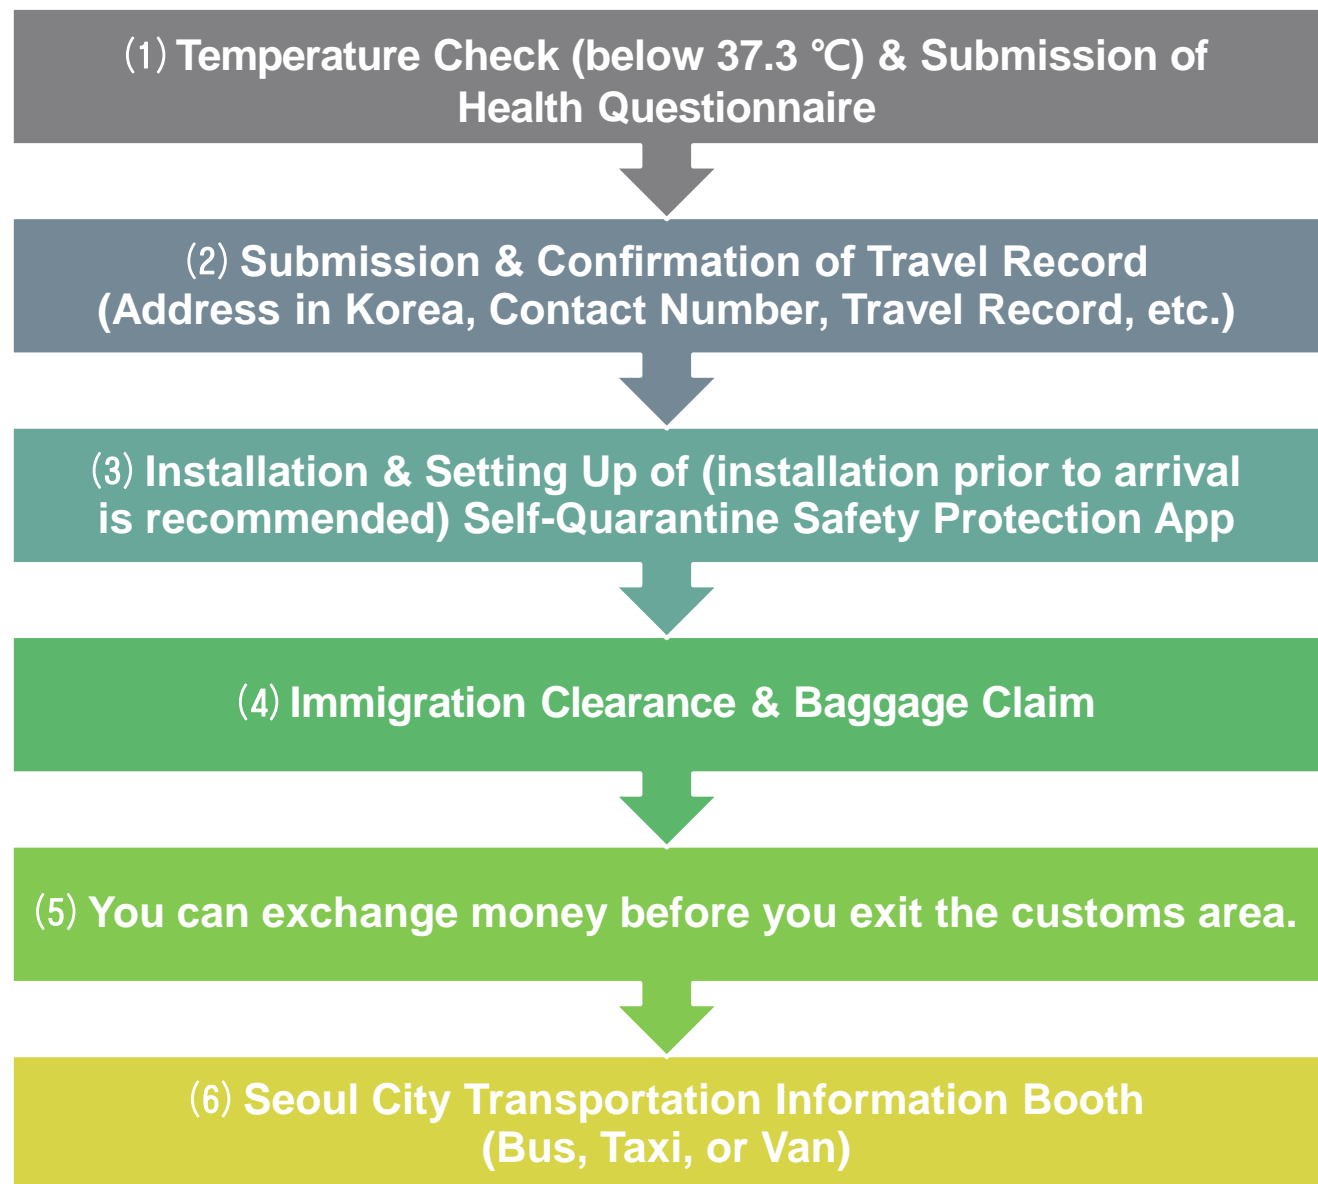 ⑴ Temperature Check (below 37.3 ℃) & Submission of
Health Questionnaire
⑵ Submission & Confirmation of Travel Record
(Address in Korea, Contact Number, Travel Record, etc.)
⑶ Installation & Setting Up of (installation prior to arrival
is recommended) Self-Quarantine Safety Protection App
⑷ Immigration Clearance & Baggage Claim
⑸ You can exchange money before you exit the customs area.
⑹ Seoul City Transportation Information Booth
(Bus, Taxi, or Van)